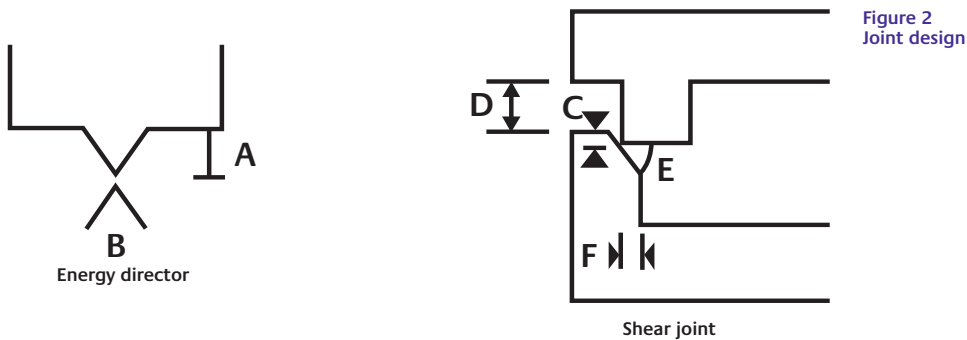 Figure 2
Joint design
A
B
Energy director
D
C
E
F
Shear joint